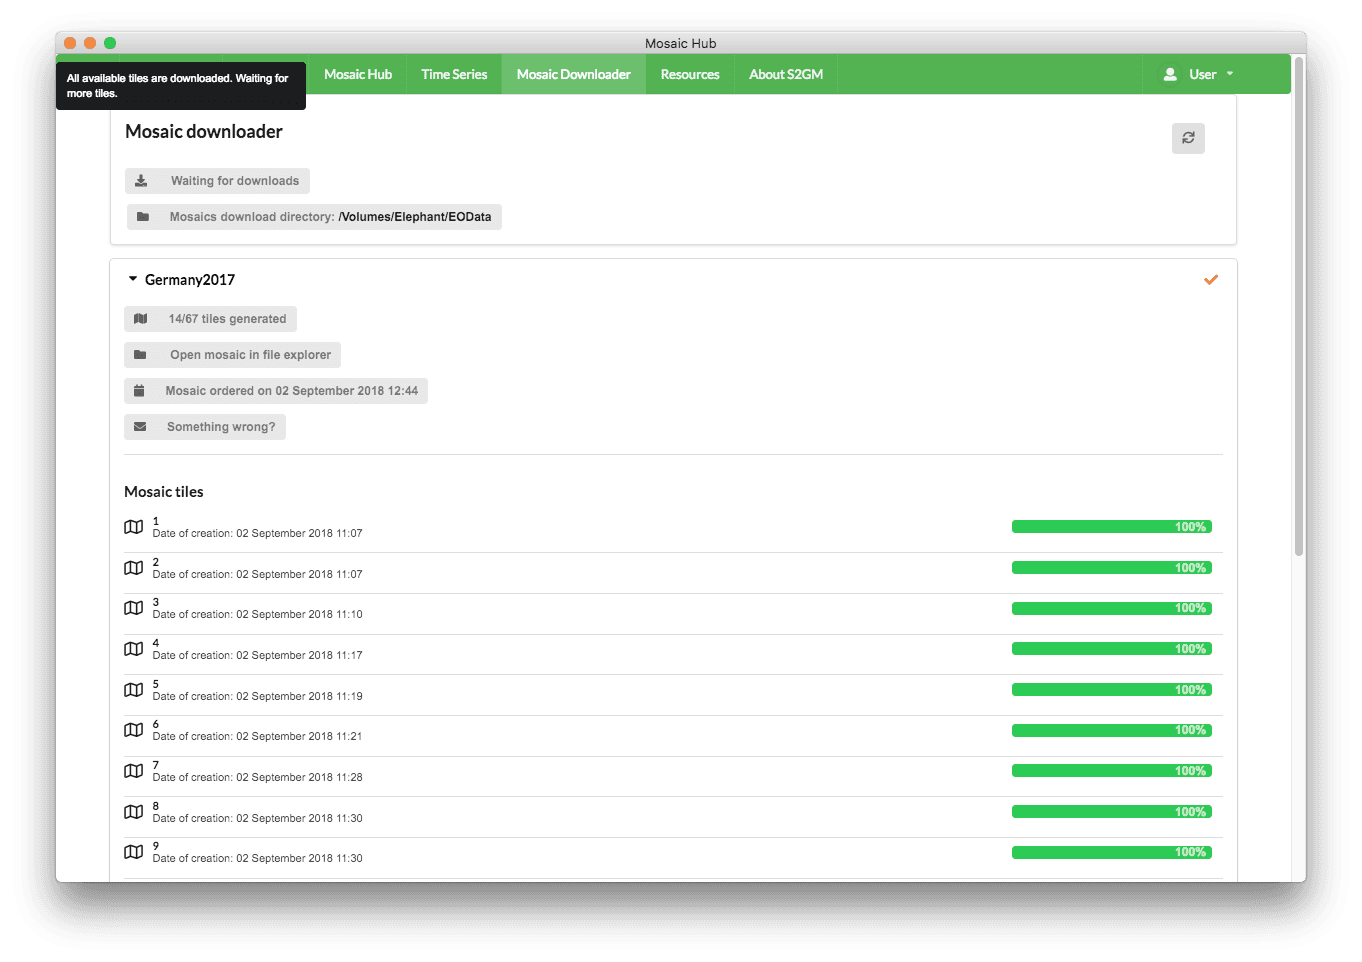 Mosaic Hub
All available tiles are downloaded. Waiting for
more tiles.
Mosaic Hub
Time Series
Mosaic Downloader
Resources
About S2GM
User
Mosaic downloader
Waiting for downloads
Mosaics download directory: /Volumes/Elephant/EOData
Germany2017
14/67 tiles generated
Open mosaic in file explorer
Mosaic ordered on 02 September 2018 12:44
Something wrong?
Mosaic tiles
1
Date of creation: 02 September 2018 11:07
100%
2
Date of creation: 02 September 2018 11:07
100%
3
Date of creation: 02 September 2018 11:10
100%
4
Date of creation: 02 September 2018 11:17
100%
5
Date of creation: 02 September 2018 11:19
100%
6
Date of creation: 02 September 2018 11:21
100%
7
Date of creation: 02 September 2018 11:28
100%
8
Date of creation: 02 September 2018 11:30
100%
9
Date of creation: 02 September 2018 11:30
100%